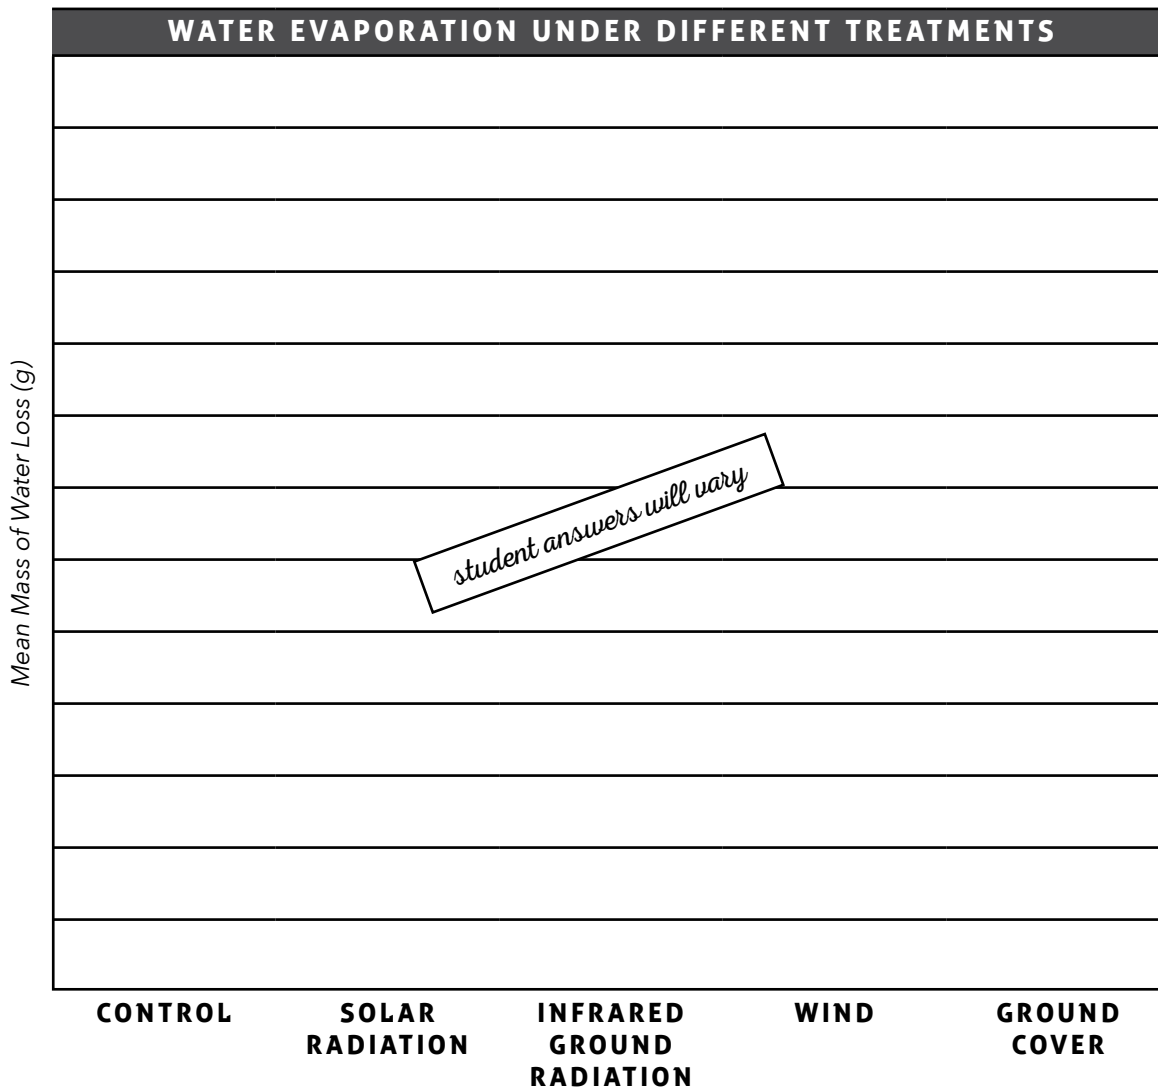 WATER EVAPORATION UNDER DIFFERENT TREATMENTS
Mean Mass of Water Loss (g)
student answers will vary
CONTROL
SOLAR
RADIATION
INFRARED
GROUND
RADIATION
WIND
GROUND
COVER